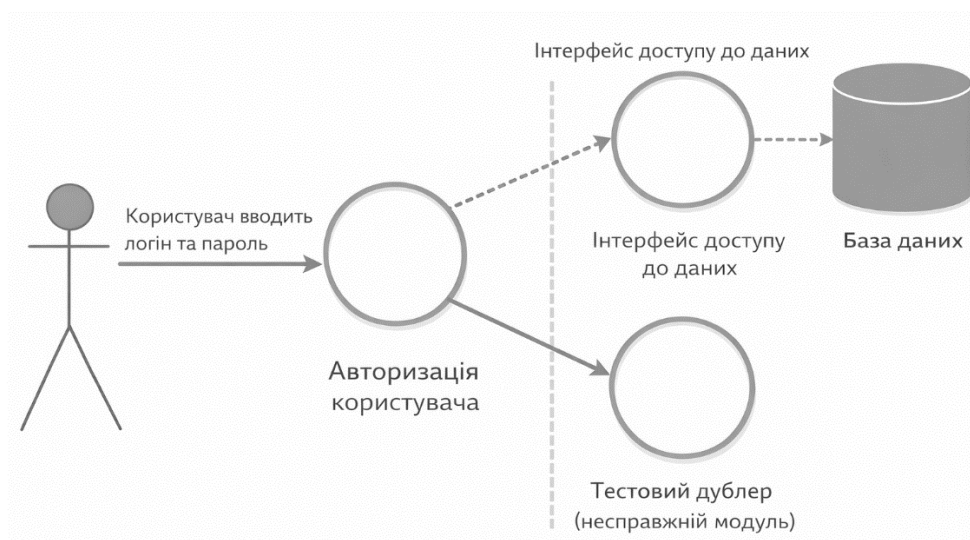 Інтерфейс доступу до даних
Користувач вводить
логін та пароль
Інтерфейс доступу
до даних
База даних
Авторизація
користувача
Тестовий дублер
(несправжній модуль)